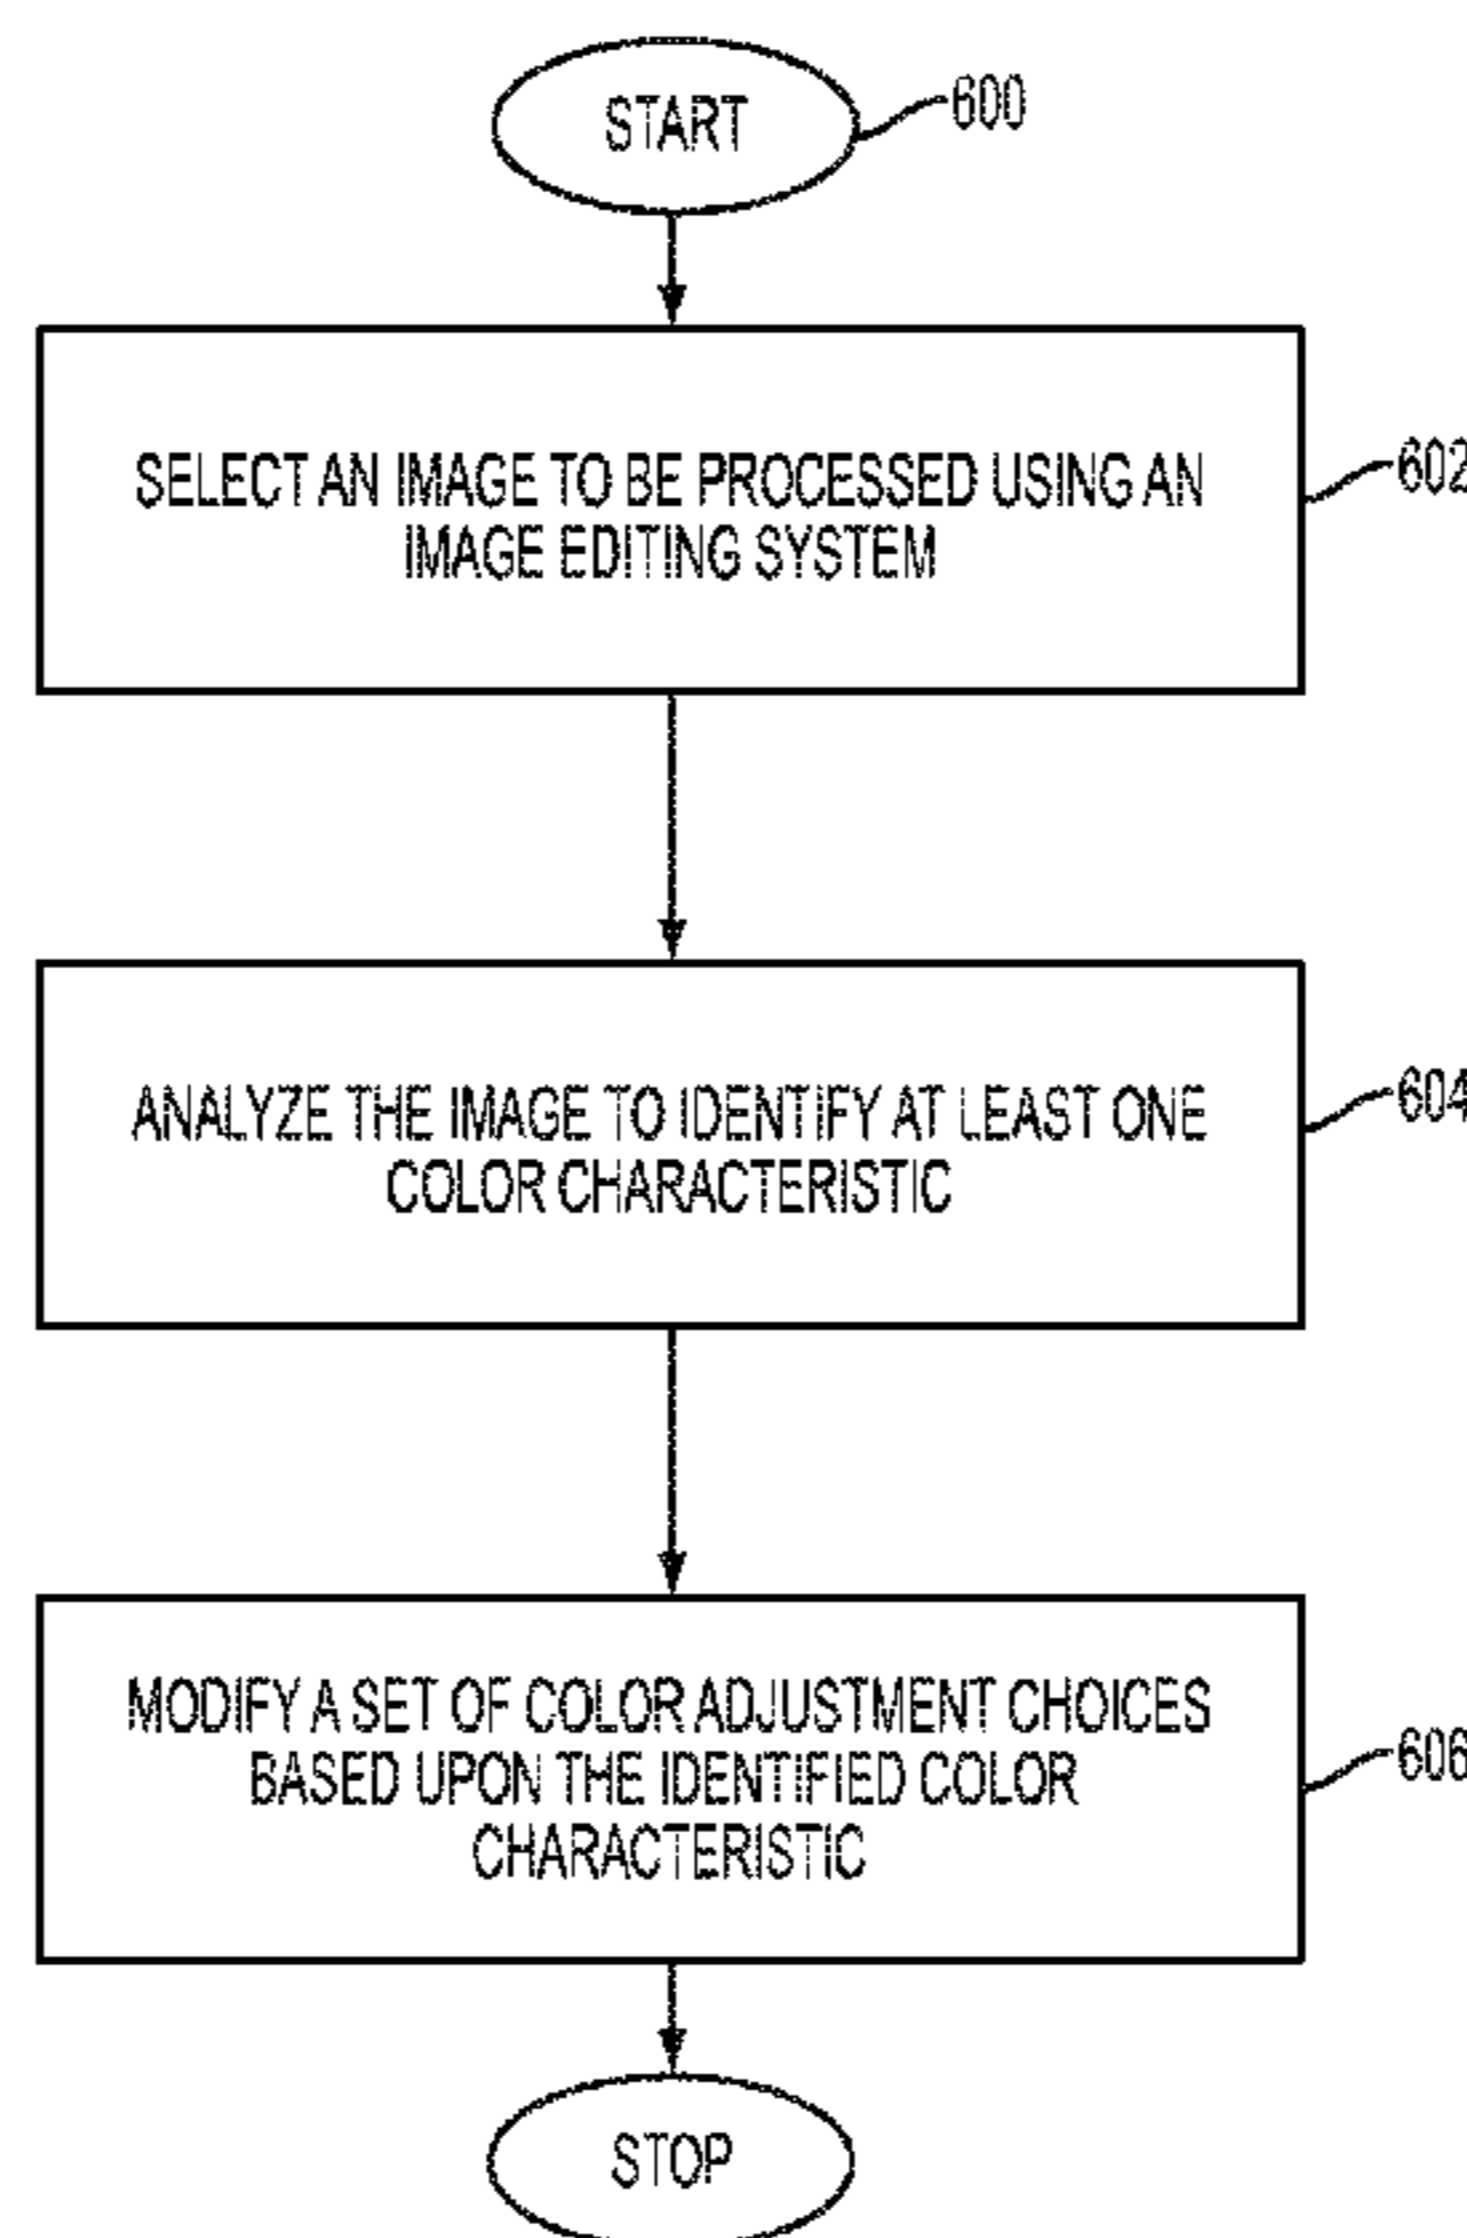 START
600
SELECT AN IMAGE TO BE PROCESSED USING AN
IMAGE EDITING SYSTEM
602
ANALYZE THE IMAGE TO IDENTIFY AT LEAST ONE
COLOR CHARACTERISTIC
604
MODIFY A SET OF COLOR ADJUSTMENT CHOICES
BASED UPON THE IDENTIFIED COLOR
CHARACTERISTIC
606
STOP